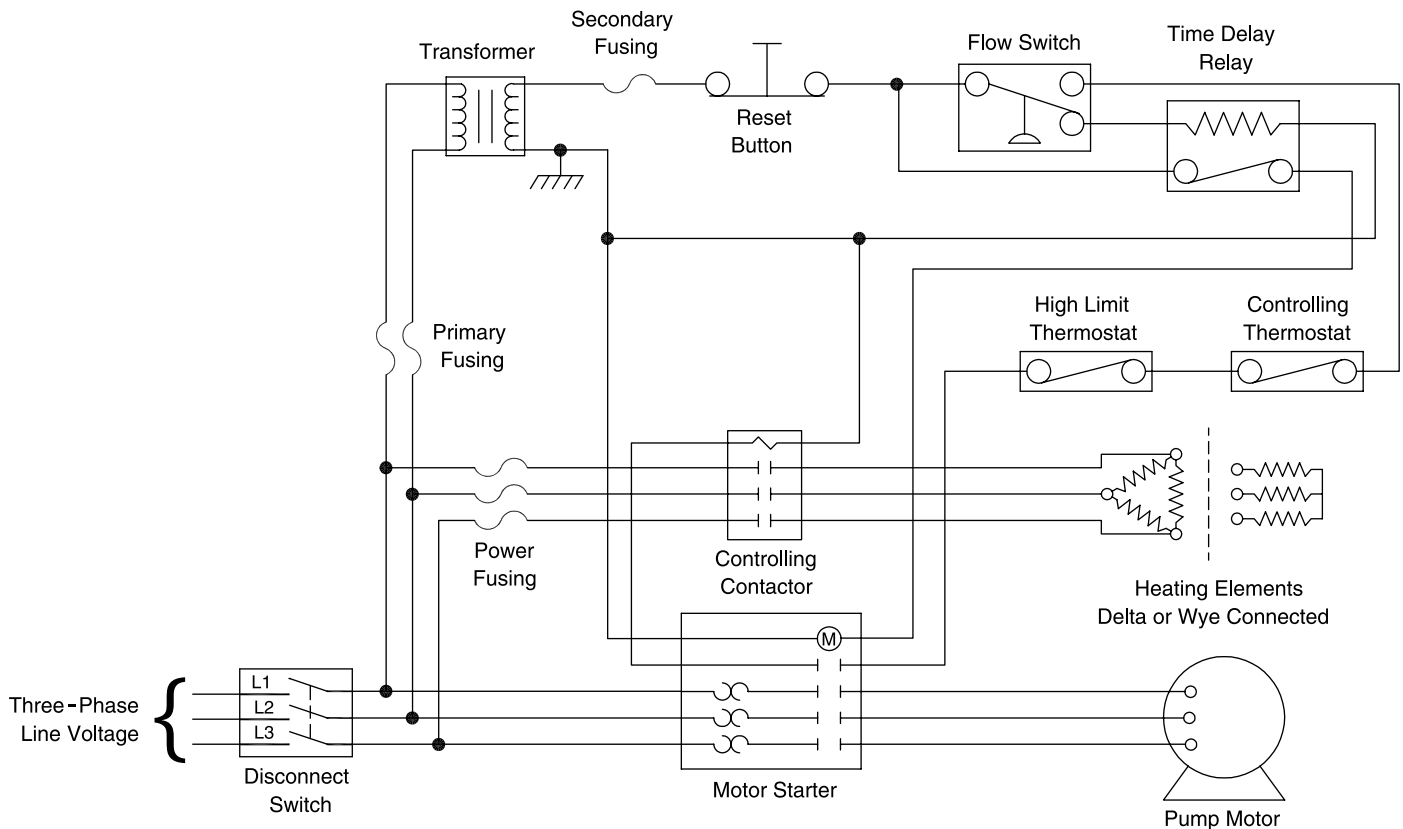 Secondary
Fusing
Transformer
Flow Switch
Time Delay
Relay
Reset
Button
Primary
Fusing
High Limit
Thermostat
Controlling
Thermostat
Power
Fusing
Controlling
Contactor
Heating Elements
Delta or Wye Connected
M
Three-Phase
Line Voltage
L1
L2
L3
Disconnect
Switch
Motor Starter
Pump Motor